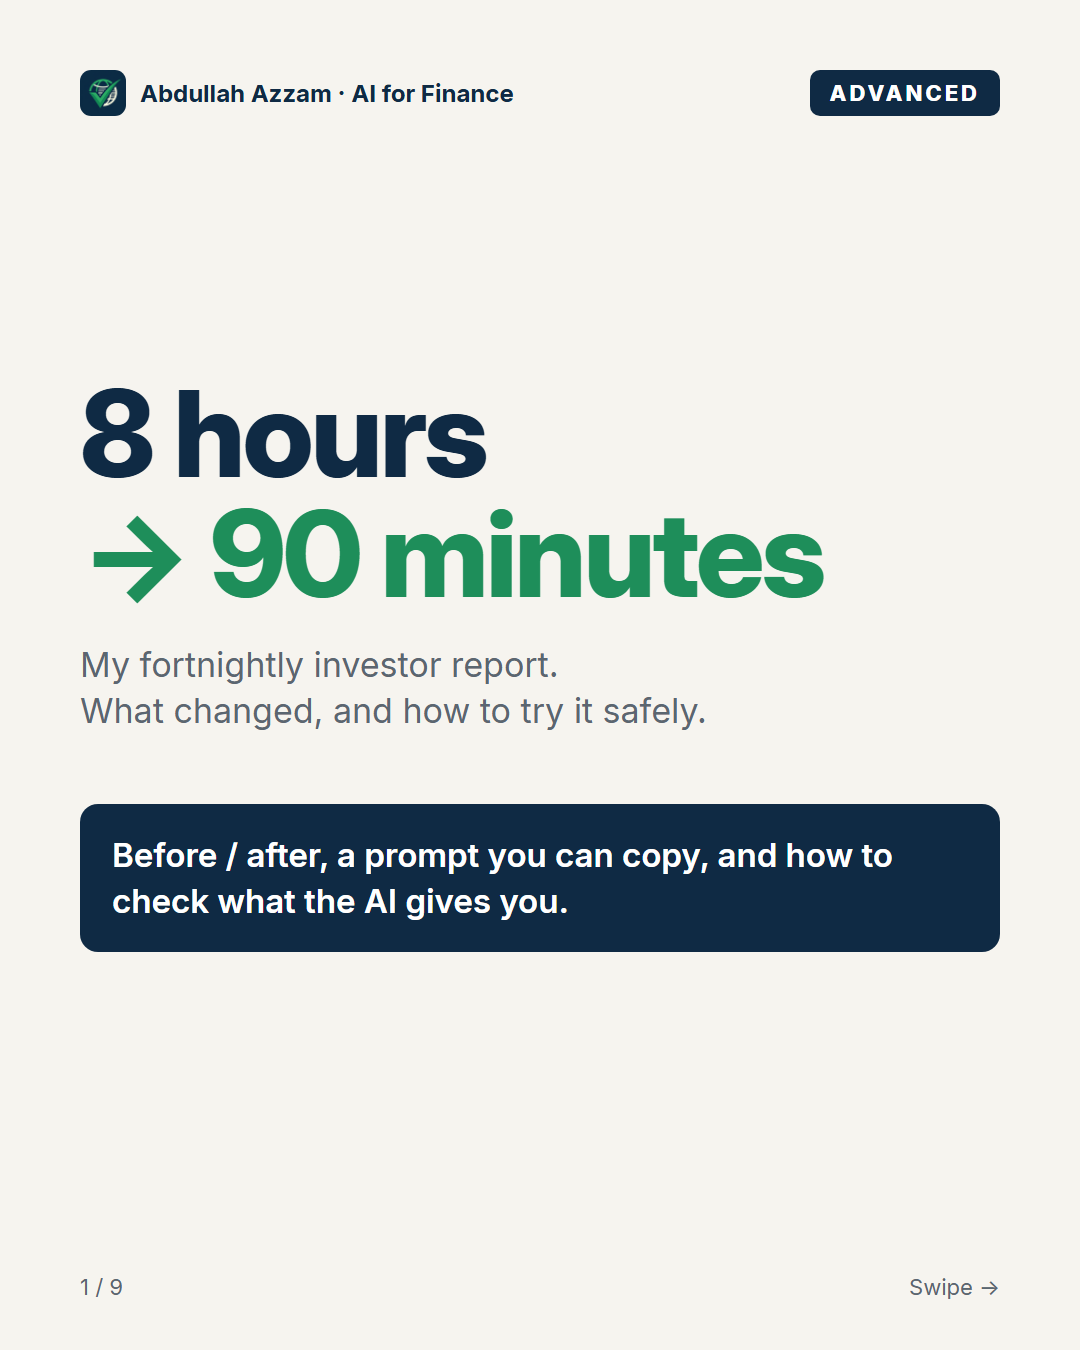 Abdullah Azzam · AI for Finance
ADVANCED
8 hours
→ 90 minutes
My fortnightly investor report.
What changed, and how to try it safely.
Before / after, a prompt you can copy, and how to
check what the AI gives you.
1 / 9
Swipe →